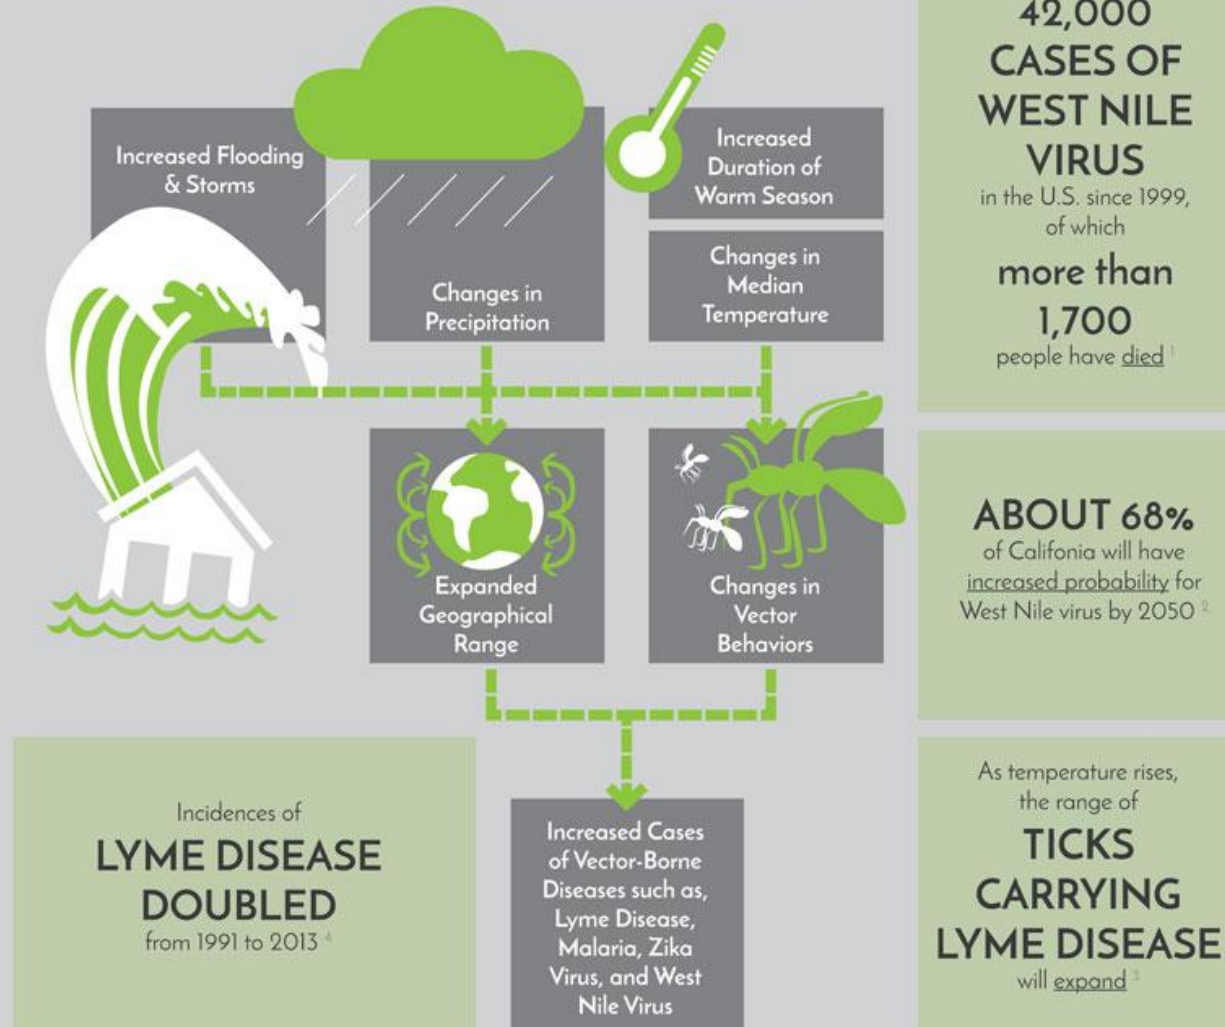 Increased Flooding
& Storms
Changes in
Precipitation
Increased
Duration of
Warm Season
Changes in
Median
Temperature
Expanded
Geographical
Range
Changes in
Vector
Behaviors
Increased Cases
of Vector-Borne
Diseases such as,
Lyme Disease,
Malaria, Zika
Virus, and West
Nile Virus
42,000
CASES OF
WEST NILE
VIRUS
in the U.S. since 1999,
of which
more than
1,700
people have died 1
ABOUT 68%
of Califonia will have
increased probability for
West Nile virus by 2050 2
As temperature rises,
the range of
TICKS
CARRYING
LYME DISEASE
will expand 3
Incidences of
LYME DISEASE
DOUBLED
from 1991 to 2013 4